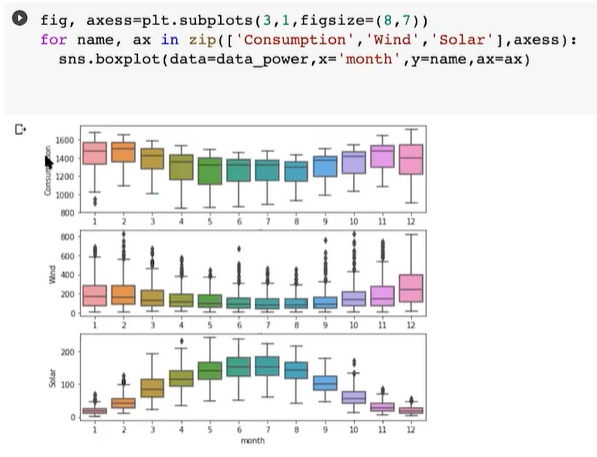 fig, axess=plt.subplots(3,1,figsize=(8,7))
for name, ax in zip(['Consumption','Wind','Solar'],axess):
  sns.boxplot(data=data_power,x='month',y=name,ax=ax)
1600
1400
1200
1000
800
1 2 3 4 5 6 7 8 9 10 11 12
Wind
800
600
400
200
0
1 2 3 4 5 6 7 8 9 10 11 12
Solar
200
100
0
1 2 3 4 5 6 7 8 9 10 11 12
month